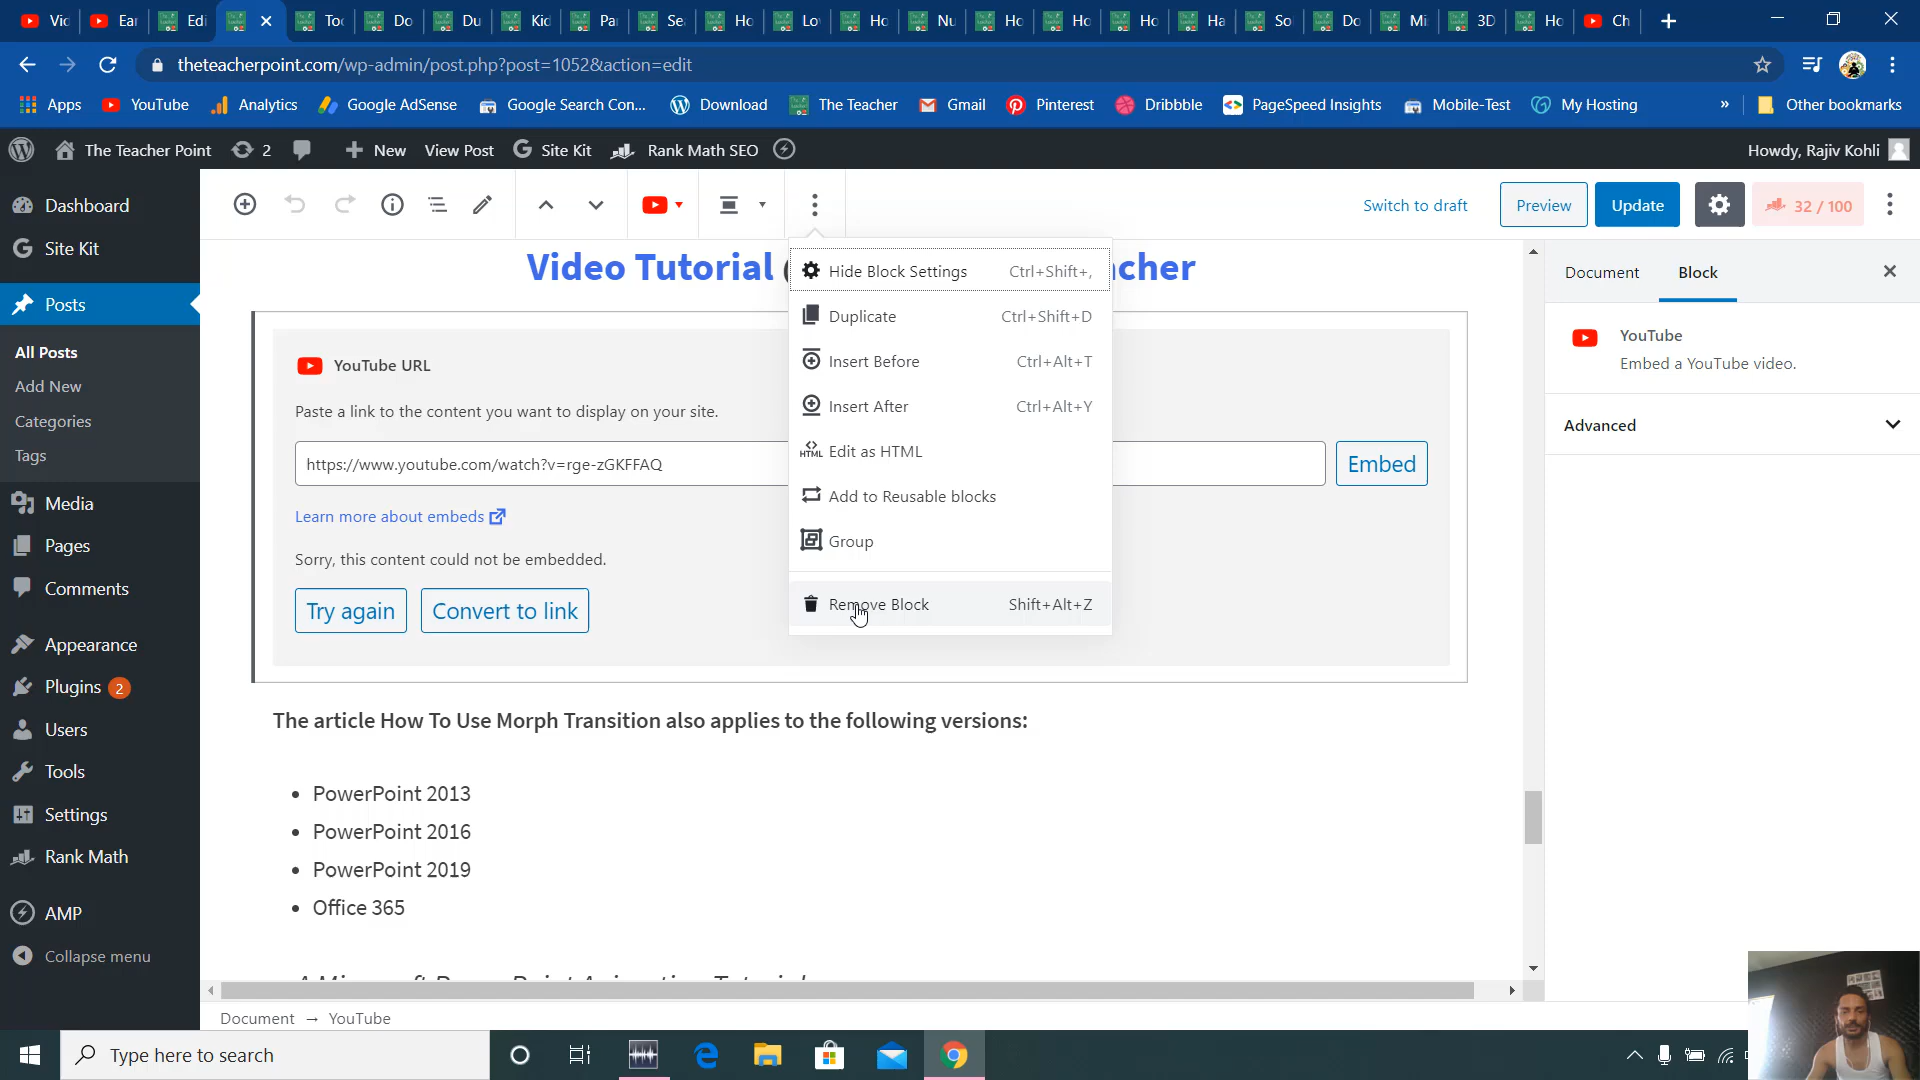 Vic
Ear
Edi
Too
Do
Du
Kid
Par
Se
Ho
Lov
Ho
Nu
Ho
Ho
Ho
Ha
So
Do
Mi
3D
Ho
Ch
theteacherpoint.com/wp-admin/post.php?post=1052&action=edit
Apps YouTube Analytics Google AdSense Google Search Con... Download The Teacher Gmail Pinterest Dribbble PageSpeed Insights Mobile-Test My Hosting » Other bookmarks
The Teacher Point 2 New View Post Site Kit Rank Math SEO Howdy, Rajiv Kohli
Dashboard
Site Kit
Posts
All Posts
Add New
Categories
Tags
Media
Pages
Comments
Appearance
Plugins 2
Users
Tools
Settings
Rank Math
AMP
Collapse menu
Switch to draft Preview Update 32 / 100
Video Tutorial cher
Hide Block Settings Ctrl+Shift+,
Duplicate Ctrl+Shift+D
Insert Before Ctrl+Alt+T
Insert After Ctrl+Alt+Y
Edit as HTML
Add to Reusable blocks
Group
Remove Block Shift+Alt+Z
YouTube URL
Paste a link to the content you want to display on your site.
https://www.youtube.com/watch?v=rge-zGKFFAQ
Embed
Learn more about embeds
Sorry, this content could not be embedded.
Try again Convert to link
The article How To Use Morph Transition also applies to the following versions:
• PowerPoint 2013
• PowerPoint 2016
• PowerPoint 2019
• Office 365
A Microsoft PowerPoint Animation Tutorial
Document → YouTube
Document Block
YouTube
Embed a YouTube video.
Advanced
Type here to search